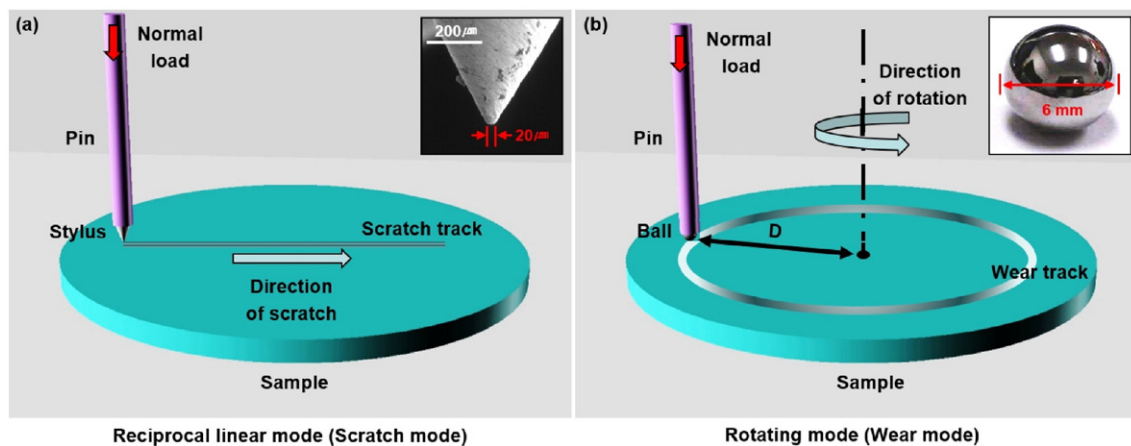 (a)
Normal
load
200㎛
20㎛
Pin
Stylus
Scratch track
Direction
of scratch
Sample
Reciprocal linear mode (Scratch mode)
(b)
Normal
load
Direction
of rotation
6 mm
Pin
Ball
D
Wear track
Sample
Rotating mode (Wear mode)